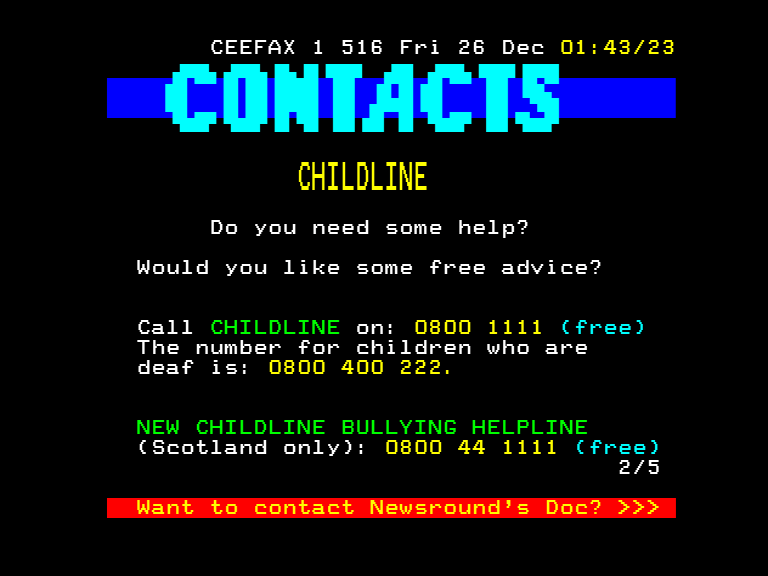 CEEFAX 1 516 Fri 26 Dec 01:43/23
CONTACTS
CHILDLINE
Do you need some help?
Would you like some free advice?
Call CHILDLINE on: 0800 1111 (free)
The number for children who are
deaf is: 0800 400 222.
NEW CHILDLINE BULLYING HELPLINE
(Scotland only): 0800 44 1111 (free)
2/5
Want to contact Newsround's Doc? >>>